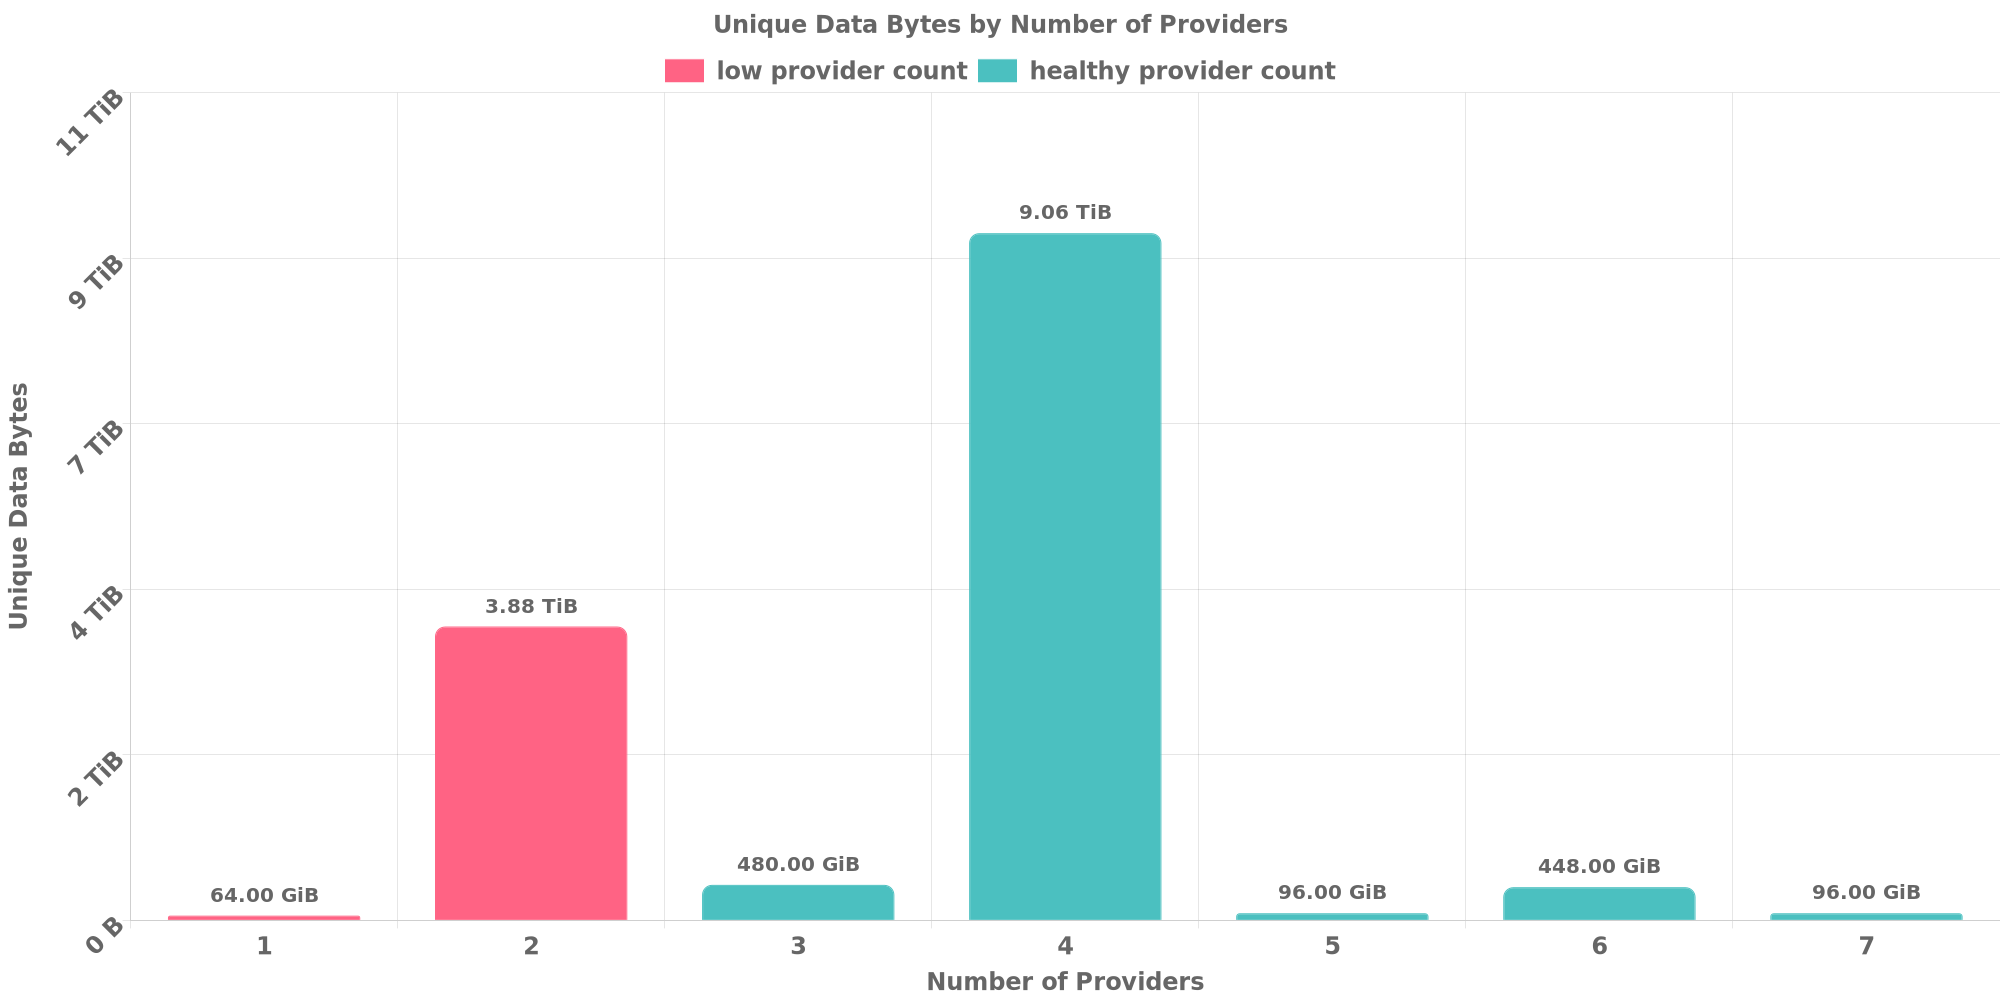 Unique Data Bytes by Number of Providers
low provider count healthy provider count
11 TiB
9 TiB
7 TiB
4 TiB
2 TiB
0 B
Unique Data Bytes
64.00 GiB
3.88 TiB
480.00 GiB
9.06 TiB
96.00 GiB
448.00 GiB
96.00 GiB
1 2 3 4 5 6 7
Number of Providers